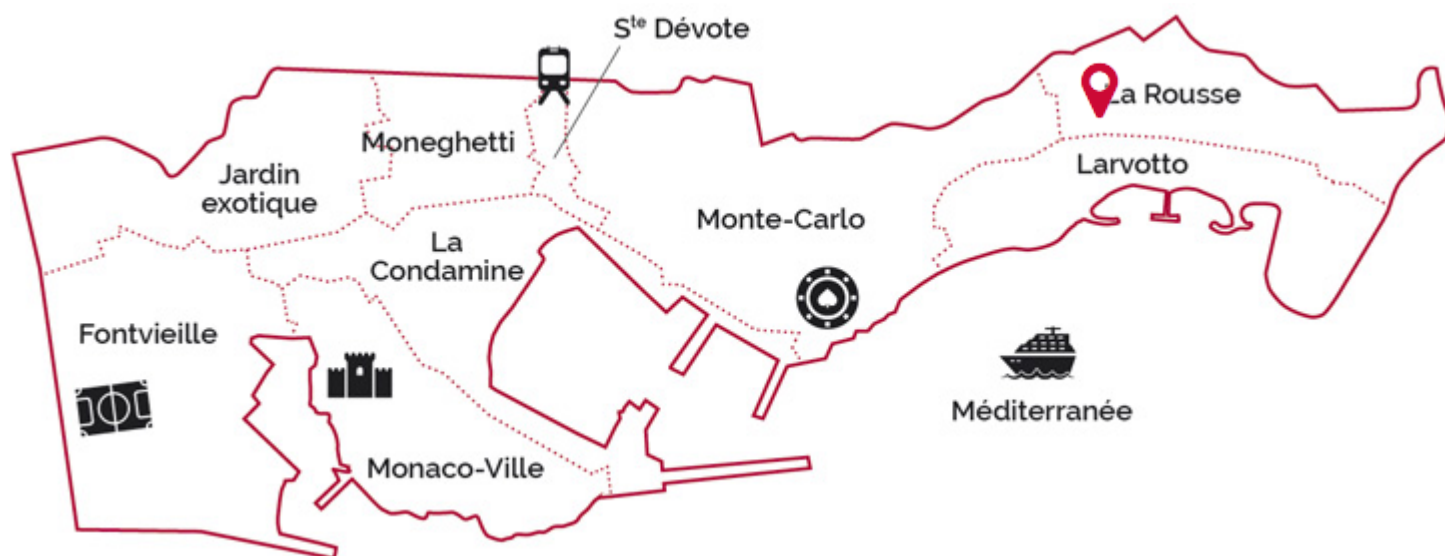 Sᵗᵉ Dévote
La Rousse
Moneghetti
Larvotto
Jardin
exotique
Monte-Carlo
La
Condamine
Fontvieille
Méditerranée
Monaco-Ville